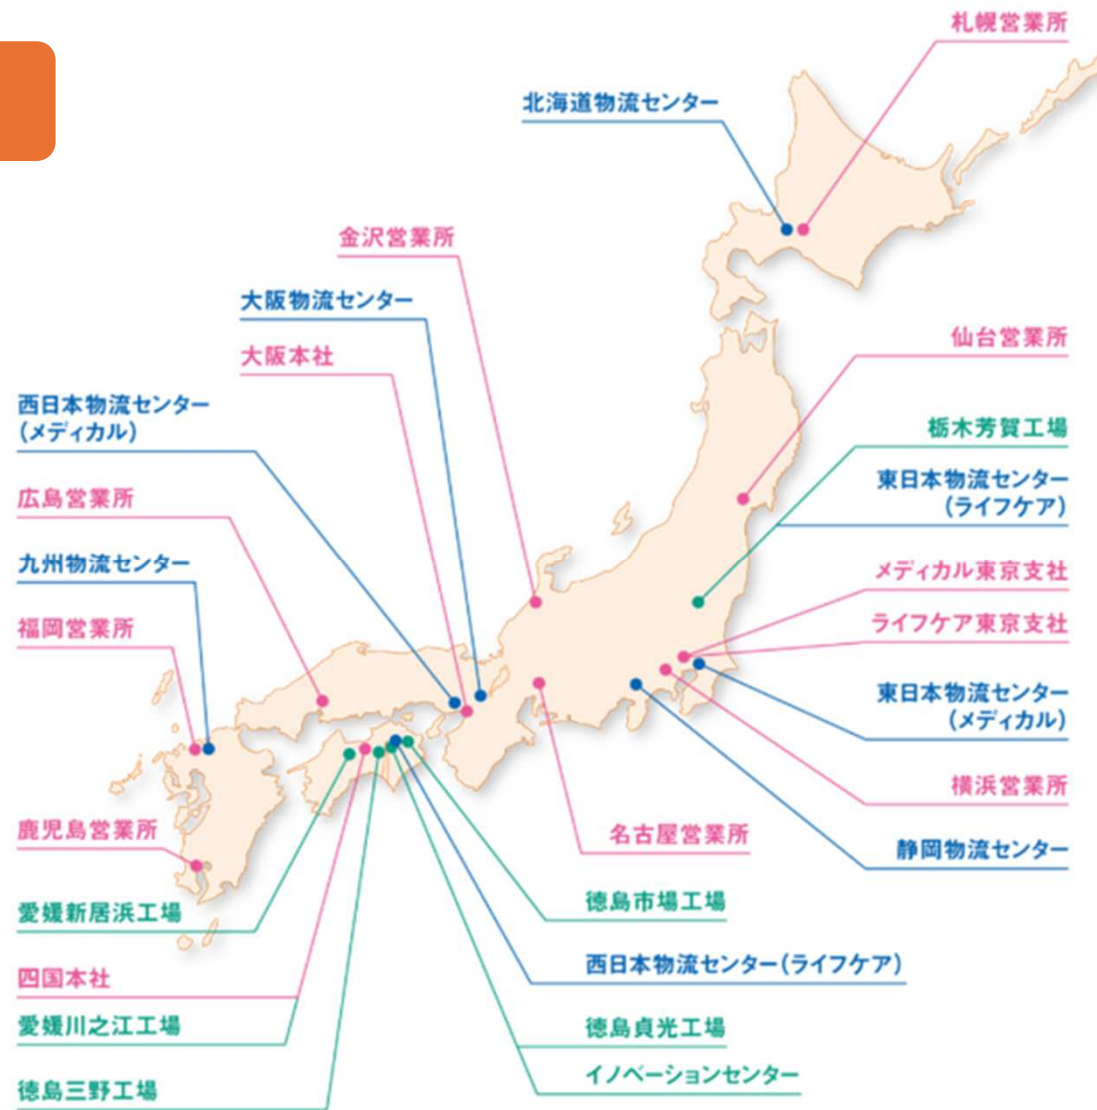 札幌営業所
北海道物流センター
金沢営業所
大阪物流センター
大阪本社
西日本物流センター
(メディカル)
広島営業所
九州物流センター
福岡営業所
鹿児島営業所
愛媛新居浜工場
四国本社
愛媛川之江工場
徳島三野工場
仙台営業所
栃木芳賀工場
東日本物流センター
(ライフケア)
メディカル東京支社
ライフケア東京支社
東日本物流センター
(メディカル)
横浜営業所
静岡物流センター
名古屋営業所
徳島市場工場
西日本物流センター(ライフケア)
徳島貞光工場
イノベーションセンター